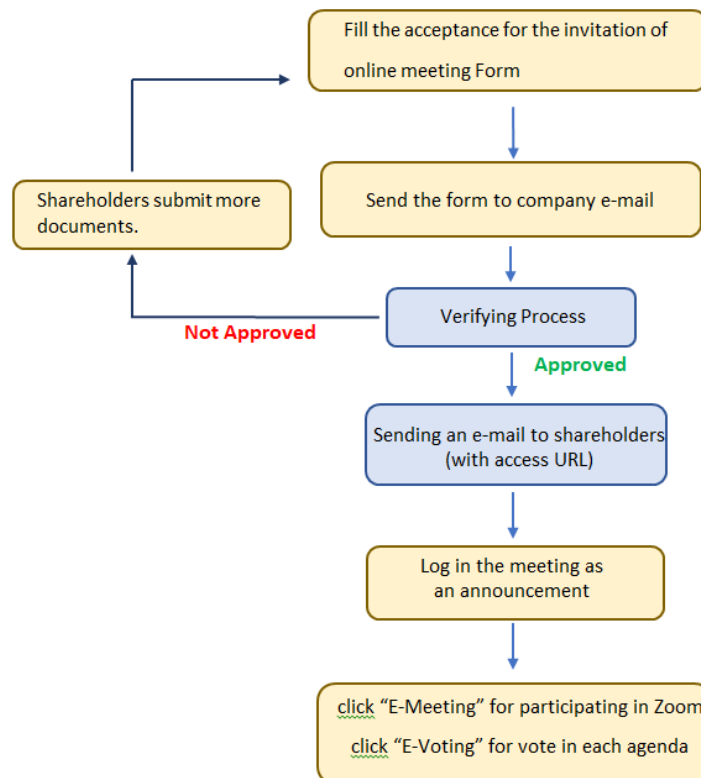 Fill the acceptance for the invitation of
online meeting Form
Shareholders submit more
documents.
Send the form to company e-mail
Verifying Process
Not Approved
Approved
Sending an e-mail to shareholders
(with access URL)
Log in the meeting as
an announcement
click “E-Meeting” for participating in Zoom
click “E-Voting” for vote in each agenda